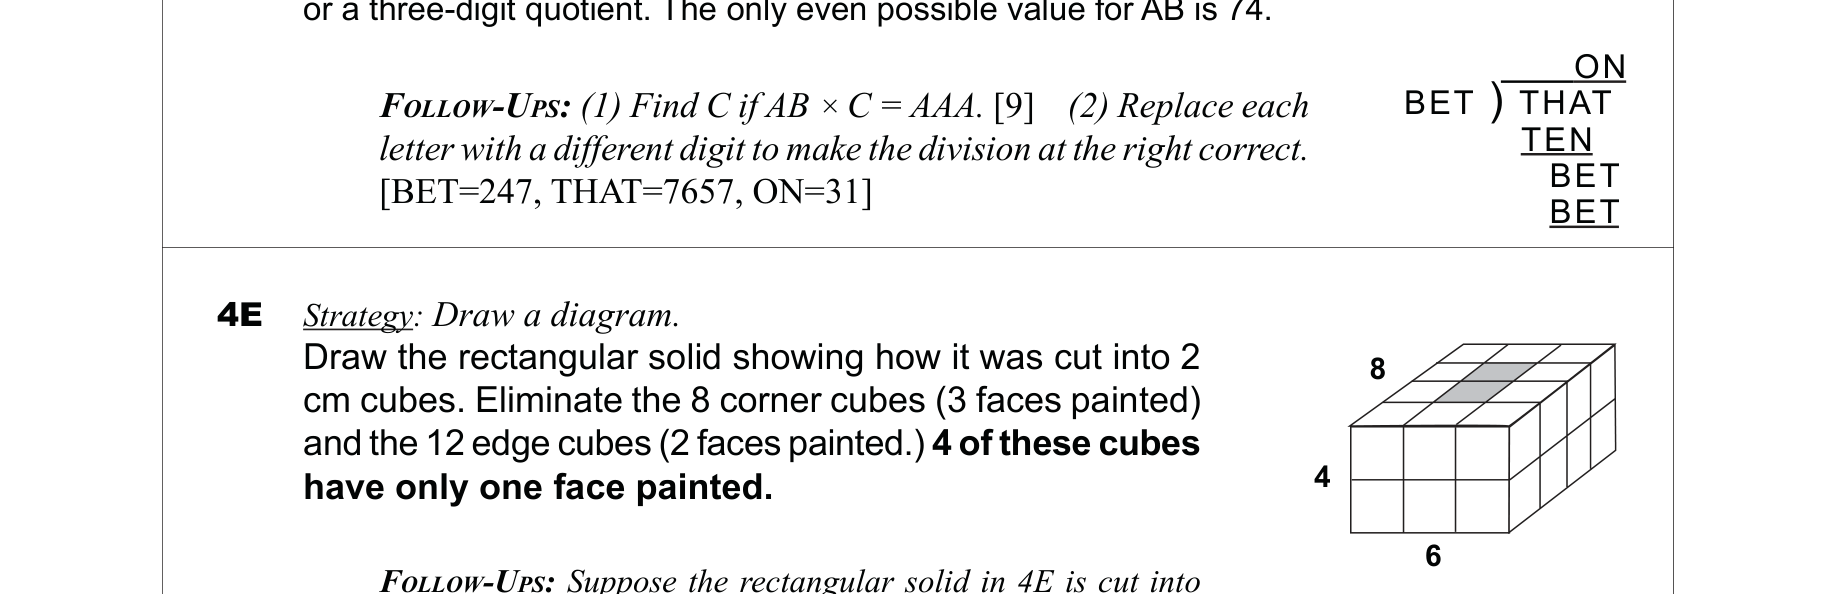 or a three-digit quotient. The only even possible value for AB is 74.
FOLLOW-UPS: (1) Find C if AB × C = AAA. [9] (2) Replace each
letter with a different digit to make the division at the right correct.
[BET=247, THAT=7657, ON=31]
ON
BET ) THAT
TEN
BET
BET
4E Strategy: Draw a diagram.
Draw the rectangular solid showing how it was cut into 2
cm cubes. Eliminate the 8 corner cubes (3 faces painted)
and the 12 edge cubes (2 faces painted.) 4 of these cubes
have only one face painted.
8
4
6
FOLLOW-UPS: Suppose the rectangular solid in 4E is cut into